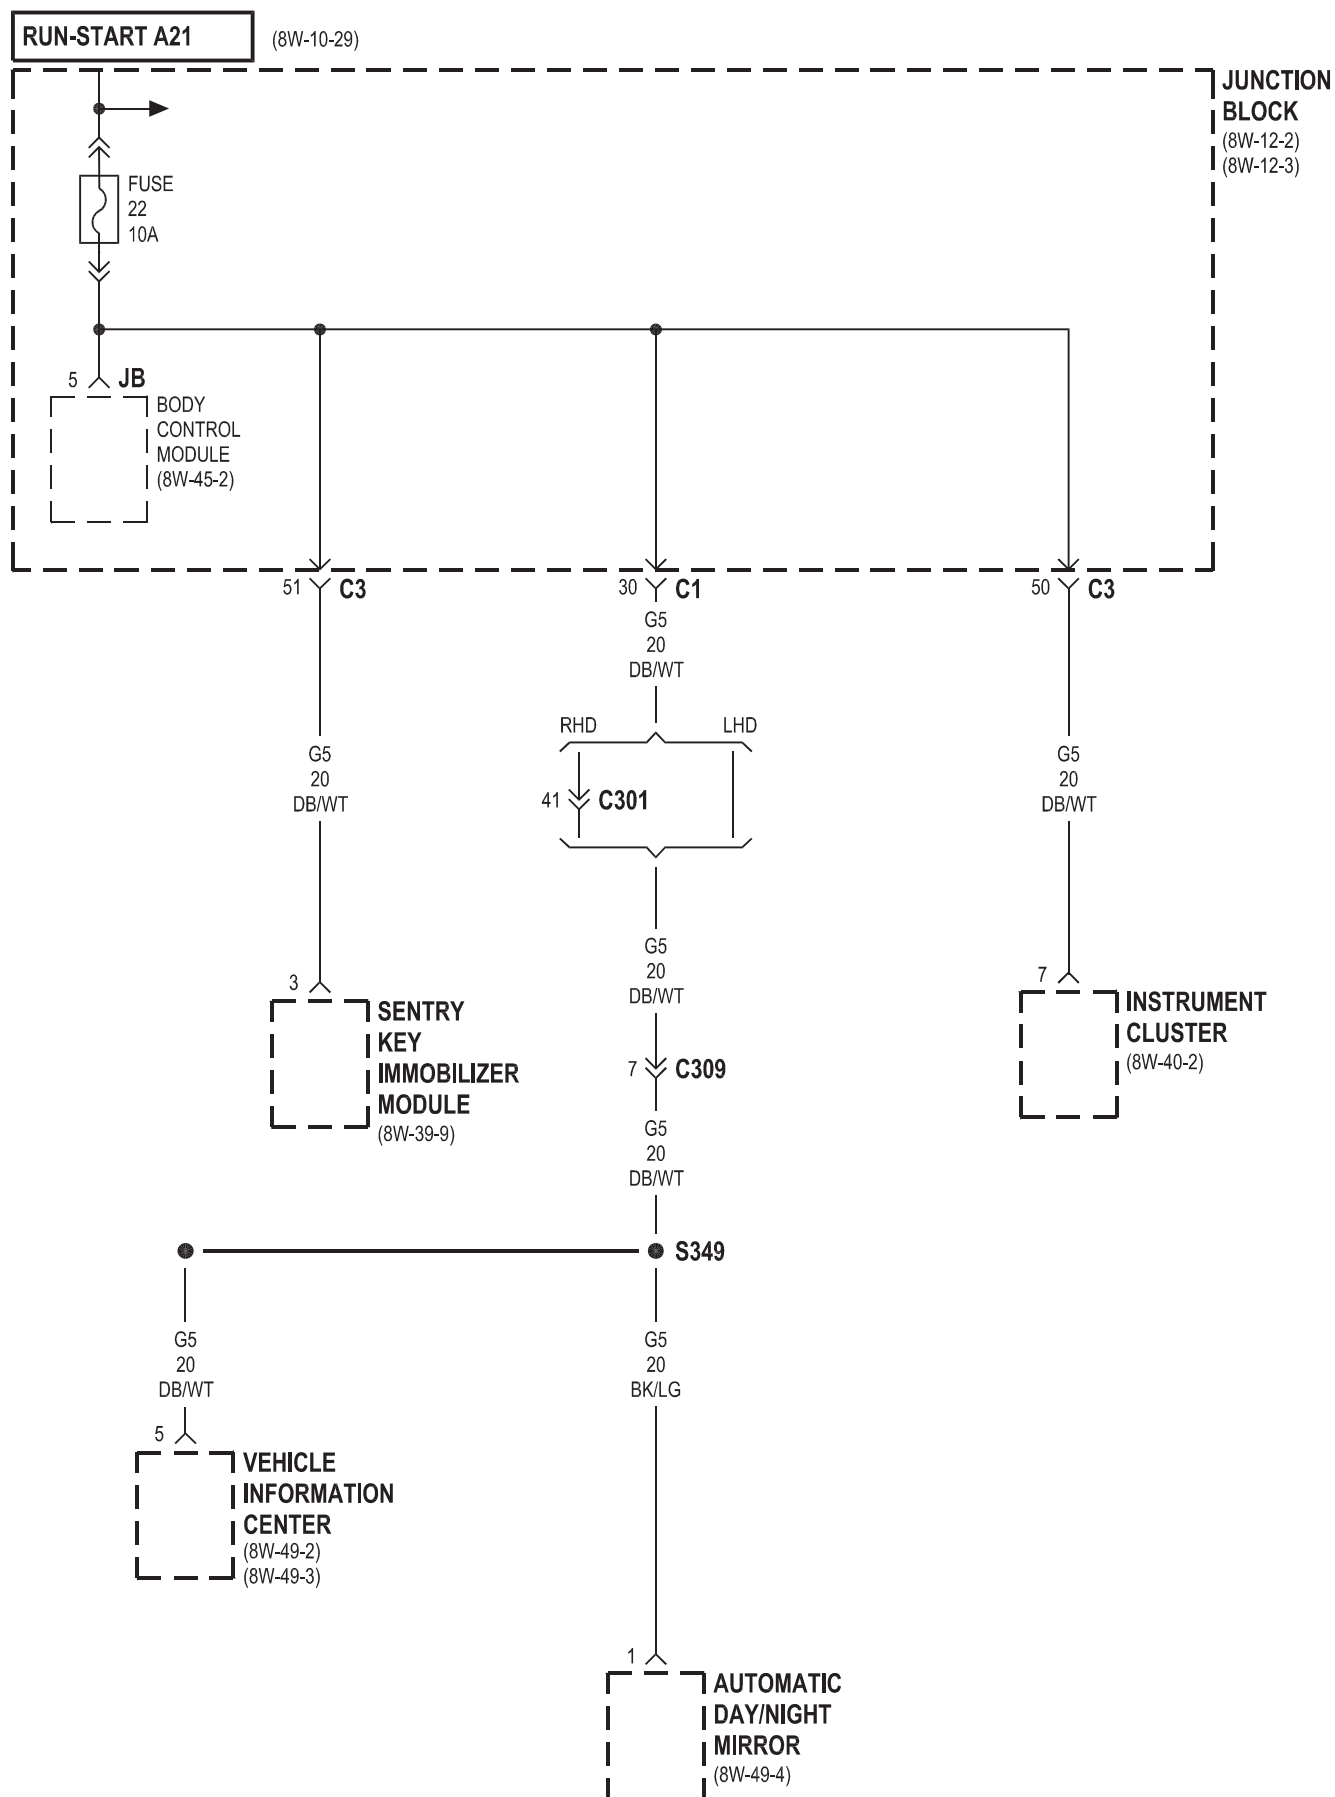 RUN-START A21
(8W-10-29)
JUNCTION
BLOCK
(8W-12-2)
(8W-12-3)
FUSE
22
10A
5
JB
BODY
CONTROL
MODULE
(8W-45-2)
51
C3
30
C1
50
C3
G5
20
DB/WT
RHD
LHD
G5
20
DB/WT
G5
20
DB/WT
41
C301
G5
20
DB/WT
3
SENTRY
KEY
IMMOBILIZER
MODULE
(8W-39-9)
7
INSTRUMENT
CLUSTER
(8W-40-2)
7
C309
G5
20
DB/WT
S349
G5
20
DB/WT
G5
20
BK/LG
5
VEHICLE
INFORMATION
CENTER
(8W-49-2)
(8W-49-3)
1
AUTOMATIC
DAY/NIGHT
MIRROR
(8W-49-4)